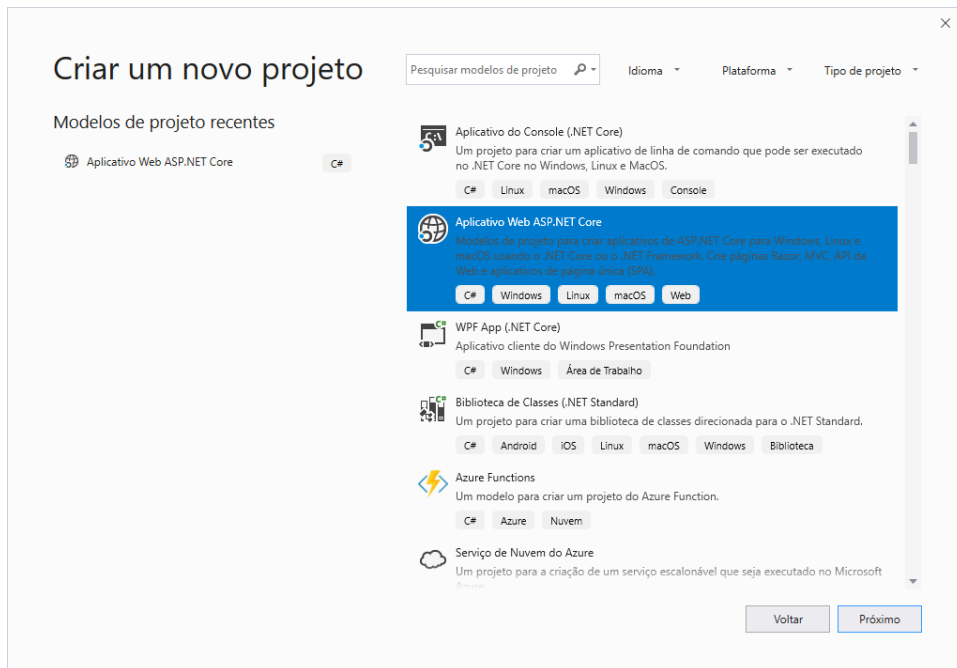 Criar um novo projeto
Pesquisar modelos de projeto
Idioma
Plataforma
Tipo de projeto
Modelos de projeto recentes
Aplicativo Web ASP.NET Core
C#
Aplicativo do Console (.NET Core)
Um projeto para criar um aplicativo de linha de comando que pode ser executado
no .NET Core no Windows, Linux e MacOS.
C# Linux macOS Windows Console
Aplicativo Web ASP.NET Core
Modelos de projeto para criar aplicativos de ASP.NET Core para Windows, Linux e
macOS usando o .NET Core ou o .NET Framework. Crie páginas Razor, MVC, API da
Web e aplicativos de página única (SPA).
C# Windows Linux macOS Web
WPF App (.NET Core)
Aplicativo cliente do Windows Presentation Foundation
C# Windows Área de Trabalho
Biblioteca de Classes (.NET Standard)
Um projeto para criar uma biblioteca de classes direcionada para o .NET Standard.
C# Android iOS Linux macOS Windows Biblioteca
Azure Functions
Um modelo para criar um projeto do Azure Function.
C# Azure Nuvem
Serviço de Nuvem do Azure
Um projeto para a criação de um serviço escalonável que seja executado no Microsoft
Azure
Voltar
Próximo